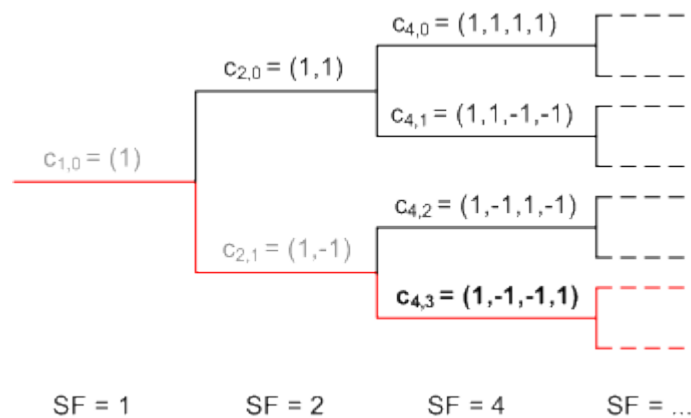 c4,0 = (1,1,1,1)
c2,0 = (1,1)
c4,1 = (1,1,-1,-1)
c1,0 = (1)
c4,2 = (1,-1,1,-1)
c2,1 = (1,-1)
c4,3 = (1,-1,-1,1)
SF = 1 SF = 2 SF = 4 SF = ...